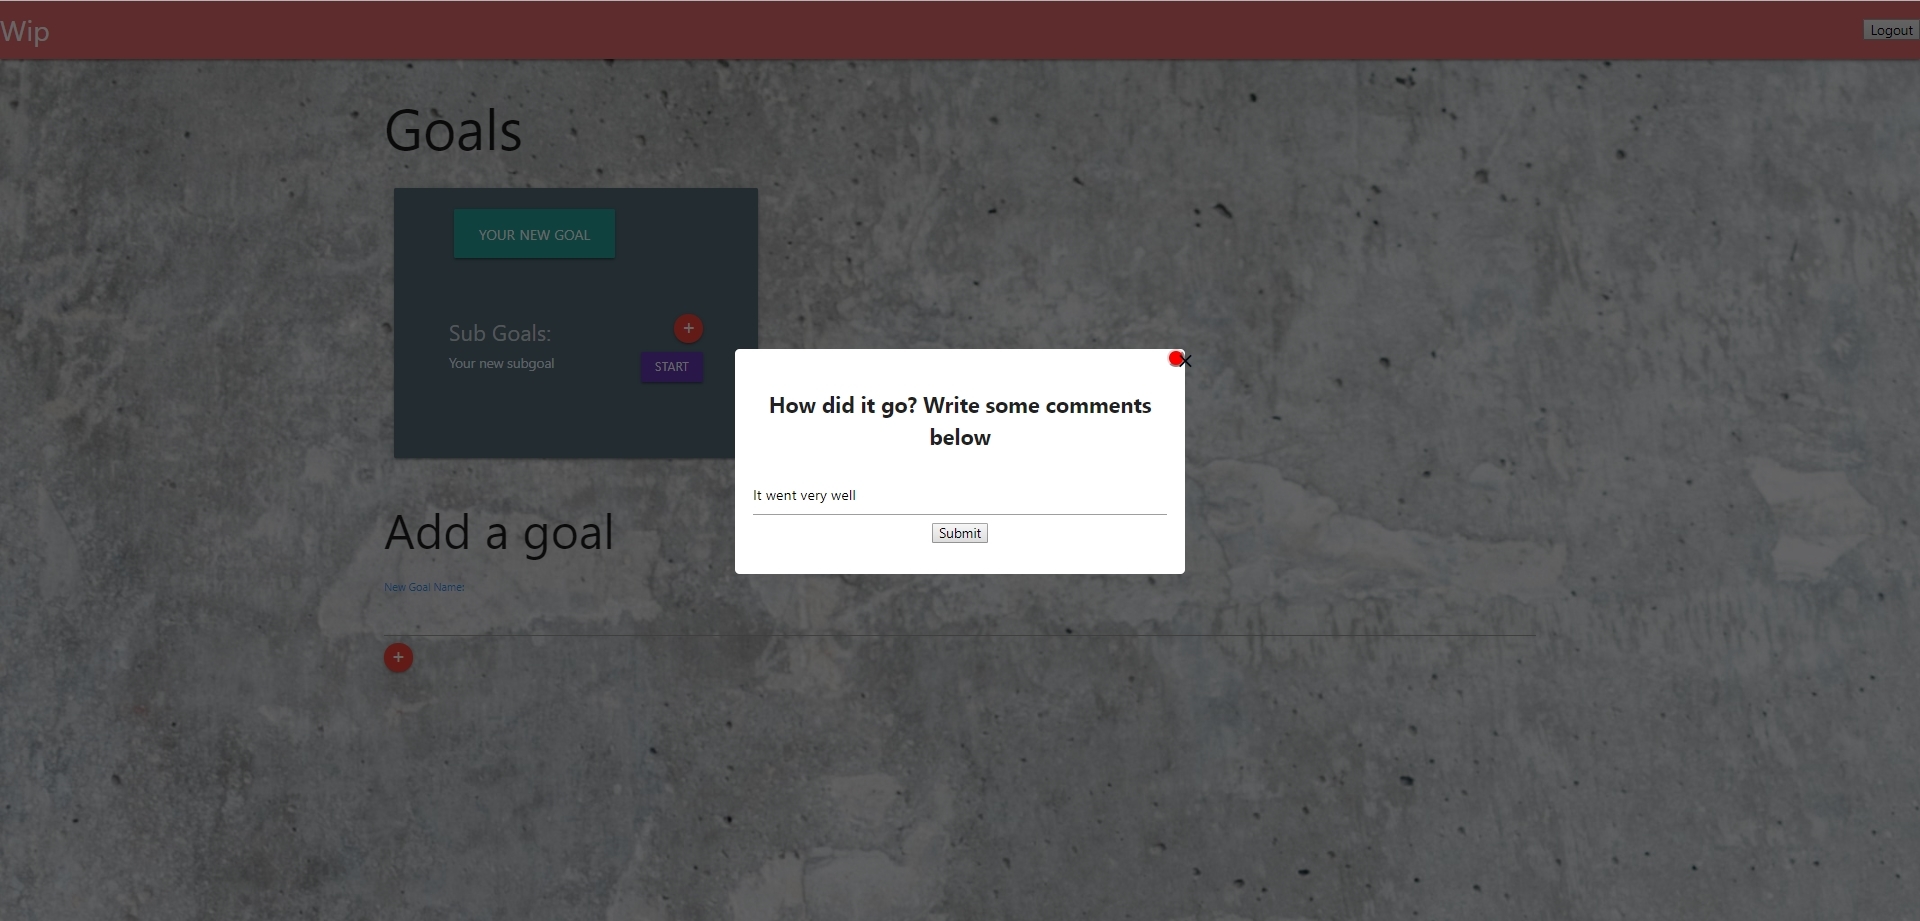 Wip
Logout
Goals
YOUR NEW GOAL
Sub Goals:
+
Your new subgoal
START
How did it go? Write some comments
below
It went very well
Submit
Add a goal
New Goal Name:
+